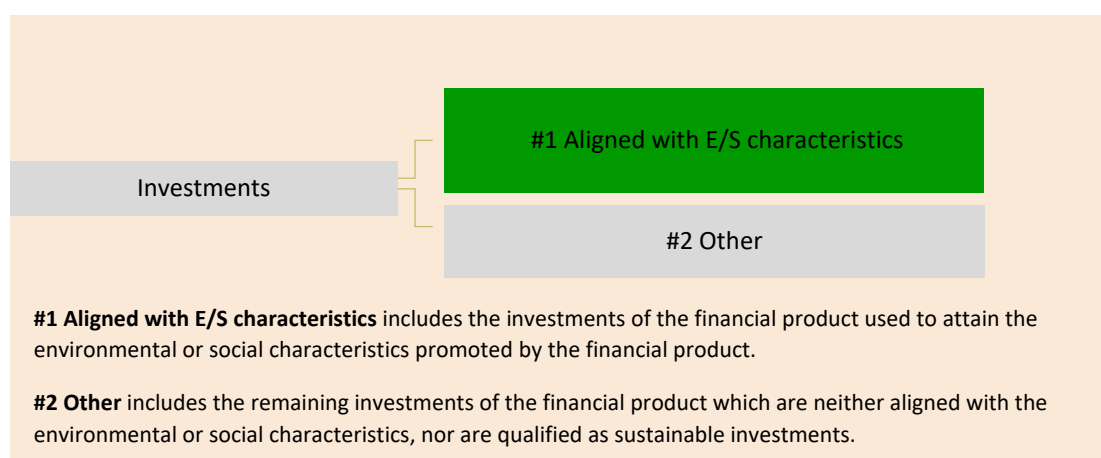 #1 Aligned with E/S characteristics
Investments
#2 Other
#1 Aligned with E/S characteristics includes the investments of the financial product used to attain the
environmental or social characteristics promoted by the financial product.
#2 Other includes the remaining investments of the financial product which are neither aligned with the
environmental or social characteristics, nor are qualified as sustainable investments.